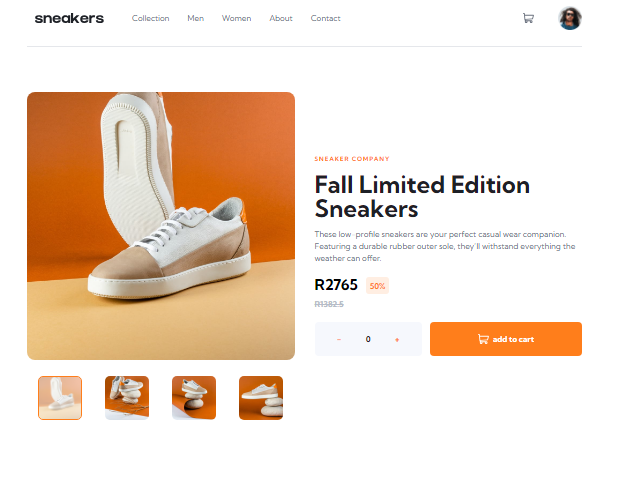 sneakers Collection Men Women About Contact
SNEAKER COMPANY
Fall Limited Edition
Sneakers
These low-profile sneakers are your perfect casual wear companion.
Featuring a durable rubber outer sole, they'll withstand everything the
weather can offer.
R2765 50%
R1382.5
- 0 + add to cart